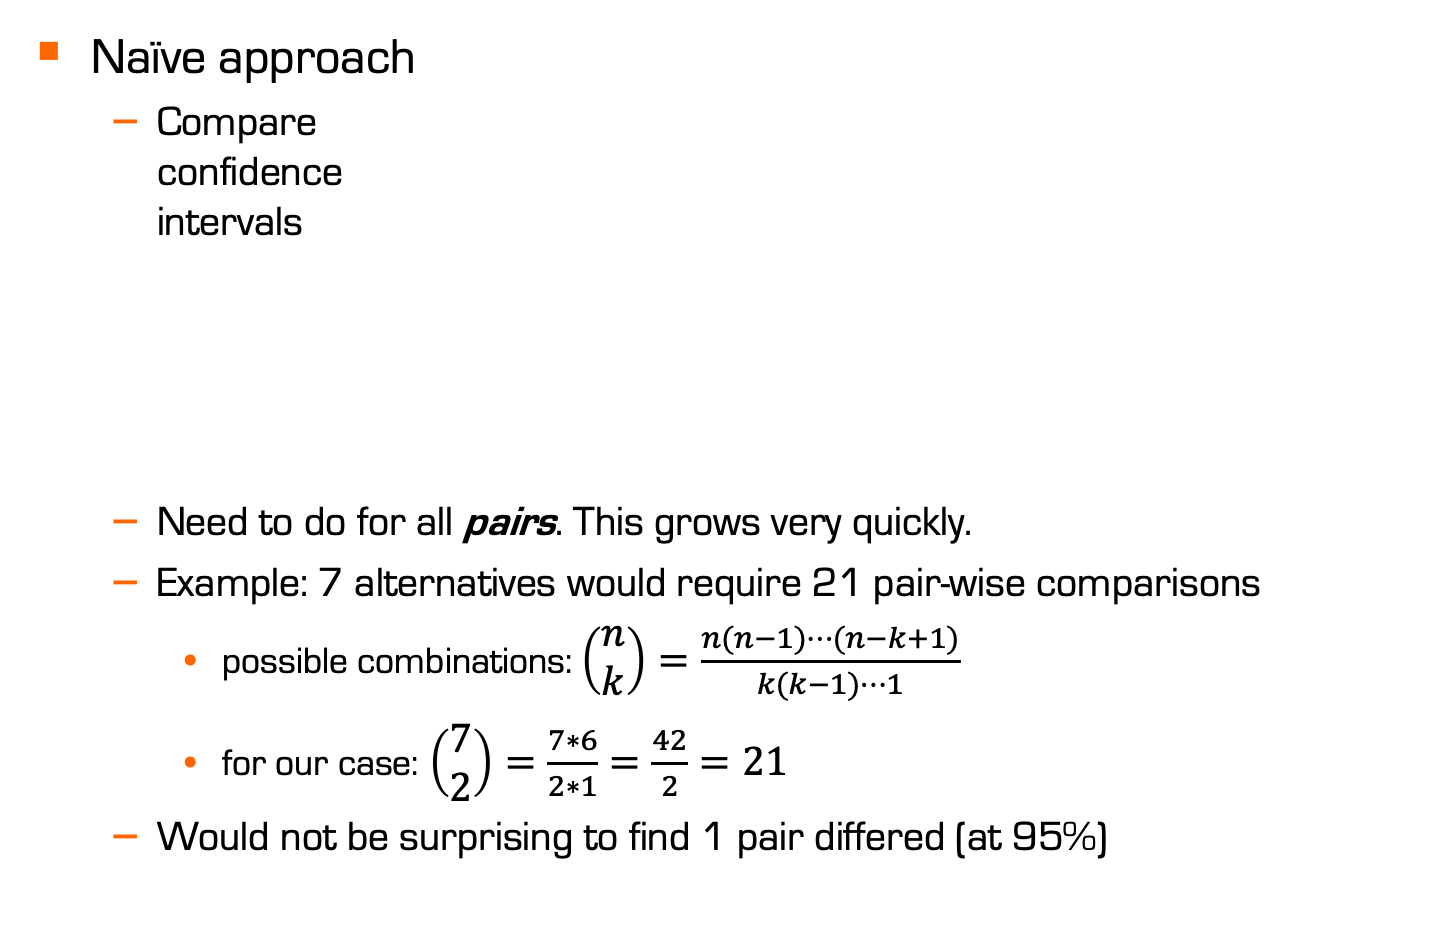 ■ Naïve approach
– Compare
confidence
intervals
– Need to do for all pairs. This grows very quickly.
– Example: 7 alternatives would require 21 pair-wise comparisons
• possible combinations: (n k) = n(n−1)⋯(n−k+1) / k(k−1)⋯1
• for our case: (7 2) = 7*6 / 2*1 = 42 / 2 = 21
– Would not be surprising to find 1 pair differed (at 95%)